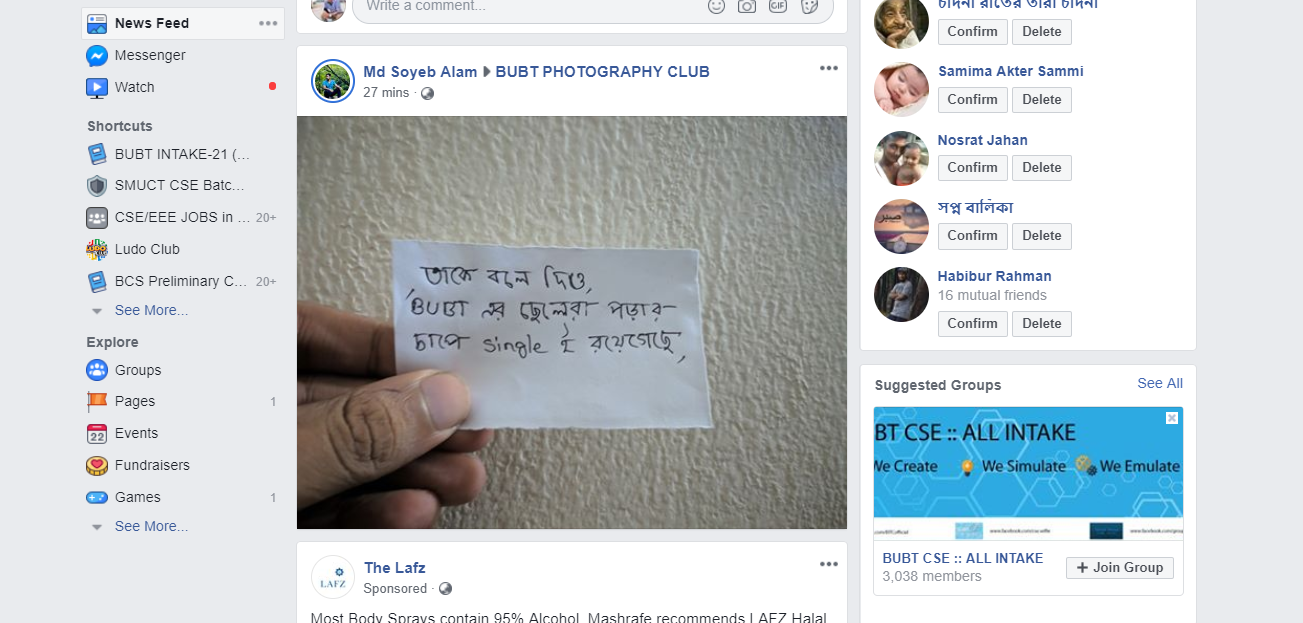 News Feed
Messenger
Watch
Shortcuts
BUBT INTAKE-21 (...
SMUCT CSE Batc...
CSE/EEE JOBS in ... 20+
Ludo Club
BCS Preliminary C... 20+
See More...
Explore
Groups
Pages 1
22 Events
Fundraisers
Games 1
See More...
Write a comment...
GIF
Md Soyeb Alam BUBT PHOTOGRAPHY CLUB
27 mins ·
তাকে বলে দিও,
BUBT এর ছেলেরা পড়ার
চাপে single ই রয়েগেছে,
LAFZ
The Lafz
Sponsored ·
Most Body Sprays contain 95% Alcohol. Mashrafe recommends LAFZ Halal
চাঁদনী রাতের তারা চাঁদনী
Confirm Delete
Samima Akter Sammi
Confirm Delete
Nosrat Jahan
Confirm Delete
সপ্ন বালিকা
صبر
Confirm Delete
Habibur Rahman
16 mutual friends
Confirm Delete
Suggested Groups See All
BT CSE :: ALL INTAKE
We Create We Simulate We Emulate
BUBT CSE :: ALL INTAKE
3,038 members
+ Join Group